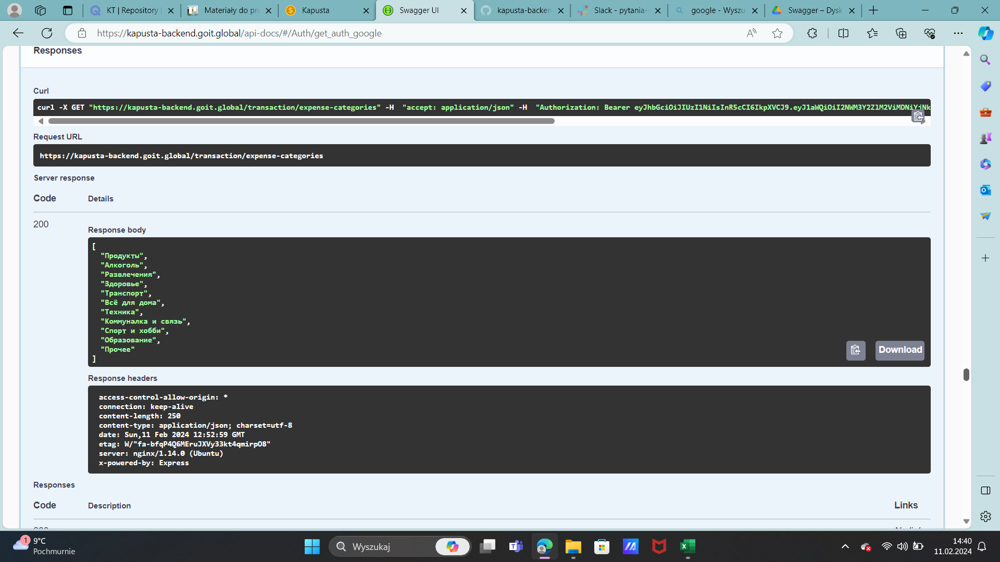 KT | Repository
Materiały do pro
Kapusta
Swagger UI
kapusta-backen
Slack - pytania-
google - Wyszu
Swagger – Dysk
https://kapusta-backend.goit.global/api-docs/#/Auth/get_auth_google
Responses
Curl
curl -X GET "https://kapusta-backend.goit.global/transaction/expense-categories" -H  "accept: application/json" -H  "Authorization: Bearer eyJhbGciOiJIUzI1NiIsInR5cCI6IkpXVCJ9.eyJ1aWQiOiI2NWM3Y2ZlM2ViMDNiYjNk
Request URL
https://kapusta-backend.goit.global/transaction/expense-categories
Server response
Code Details
200
Response body
[
"Продукты",
"Алкоголь",
"Развлечения",
"Здоровье",
"Транспорт",
"Всё для дома",
"Техника",
"Коммуналка и связь",
"Спорт и хобби",
"Образование",
"Прочее"
]
Download
Response headers
access-control-allow-origin: *
connection: keep-alive
content-length: 250
content-type: application/json; charset=utf-8
date: Sun,11 Feb 2024 12:52:59 GMT
etag: W/"fa-bfqP4Q6MEruJXVy33kt4qmirpO8"
server: nginx/1.14.0 (Ubuntu)
x-powered-by: Express
Responses
Code Description Links
1
9°C
Pochmurnie
Wyszukaj
14:40
11.02.2024